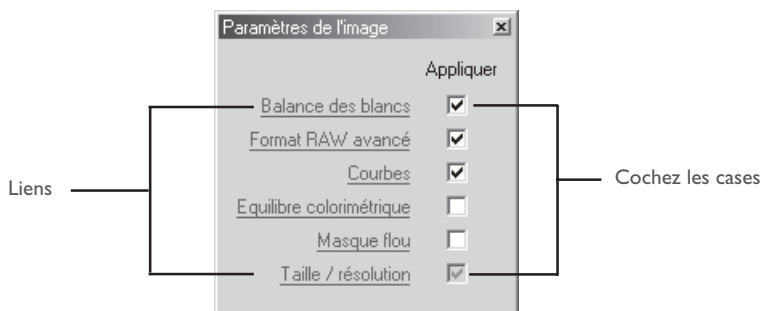 Paramètres de l'image
Appliquer
Balance des blancs
Format RAW avancé
Courbes
Equilibre colorimétrique
Masque flou
Taille / résolution
Liens
Cochez les cases